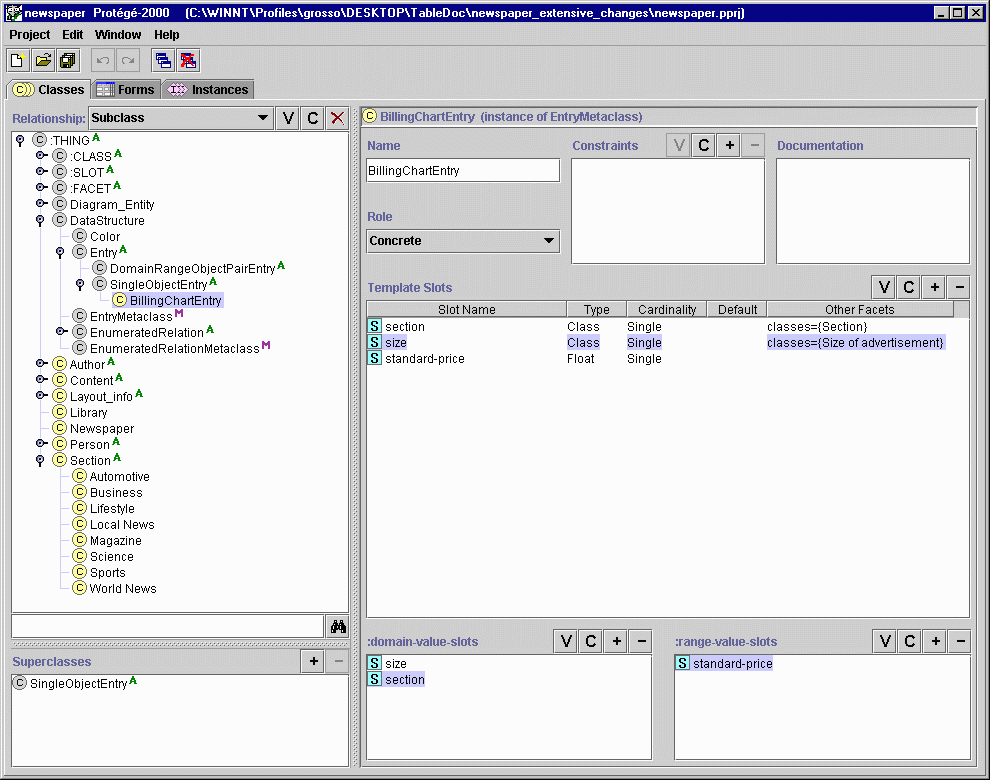 newspaper Protégé-2000 (C:\WINNT\Profiles\grosso\DESKTOP\TableDoc\newspaper_extensive_changes\newspaper.pprj)
Project Edit Window Help
C Classes Forms I Instances
Relationship: Subclass V C X
C :THING A
C :CLASS A
C :SLOT A
C :FACET A
C Diagram_Entity
C DataStructure
C Color
C Entry A
C DomainRangeObjectPairEntry A
C SingleObjectEntry A
C BillingChartEntry
C EntryMetaclass M
C EnumeratedRelation A
C EnumeratedRelationMetaclass M
C Author A
C Content A
C Layout_info A
C Library
C Newspaper
C Person A
C Section A
C Automotive
C Business
C Lifestyle
C Local News
C Magazine
C Science
C Sports
C World News
Superclasses + −
C SingleObjectEntry A
C BillingChartEntry (instance of EntryMetaclass)
Name
BillingChartEntry
Role
Concrete
Constraints V C + −
Documentation
Template Slots V C + −
Slot Name Type Cardinality Default Other Facets
S section Class Single classes={Section}
S size Class Single classes={Size of advertisement}
S standard-price Float Single
:domain-value-slots V C + −
S size
S section
:range-value-slots V C + −
S standard-price